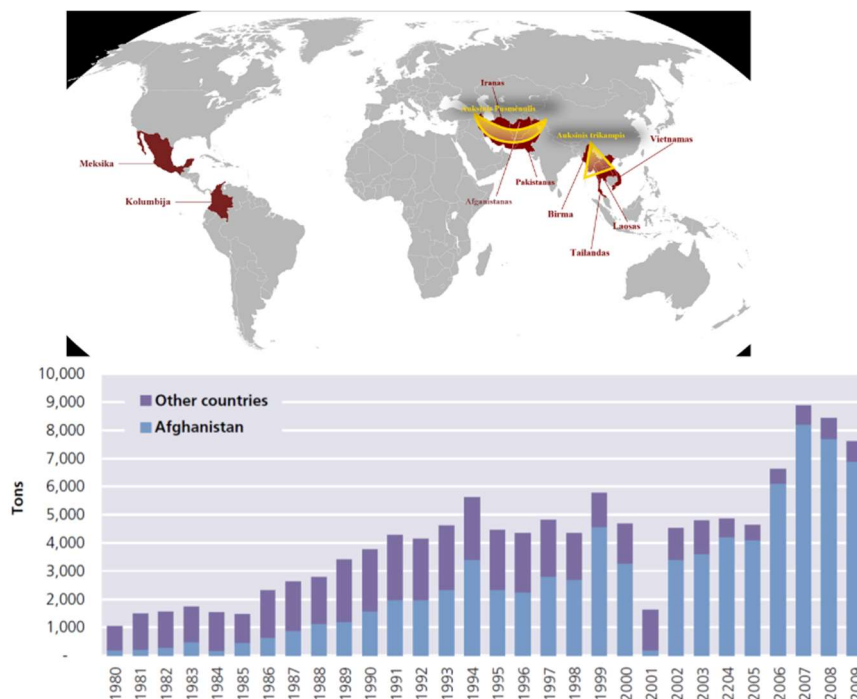 Iranas
Auksinis Pusmėnulis
Auksinis trikampis
Vietnamas
Meksika
Pakistanas
Kolumbija
Afganistanas
Birma
Laosas
Tailandas
10,000
9,000
8,000
7,000
6,000
5,000
4,000
3,000
2,000
1,000
-
Tons
Other countries
Afghanistan
1980
1981
1982
1983
1984
1985
1986
1987
1988
1989
1990
1991
1992
1993
1994
1995
1996
1997
1998
1999
2000
2001
2002
2003
2204
2005
2006
2007
2008
2009